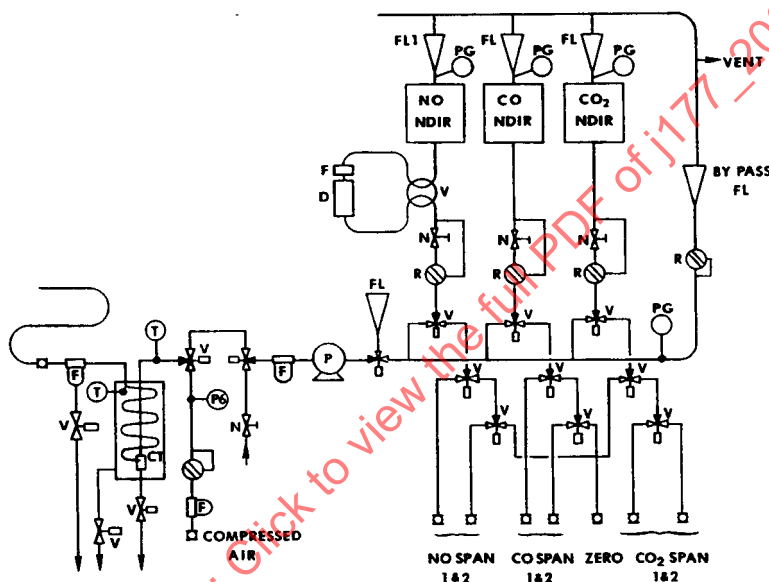 FL1 PG FL PG FL PG
VENT
NO NDIR CO NDIR CO2 NDIR
F
D V
BY PASS FL
N N N
R R R R
FL
V V V
PG
T V P
F F
T
PG
V V V
V V
N
CT
V V
F
COMPRESSED AIR
NO SPAN 1&2 CO SPAN 1&2 ZERO CO2 SPAN 1&2
Click to view the full PDF of j177_20